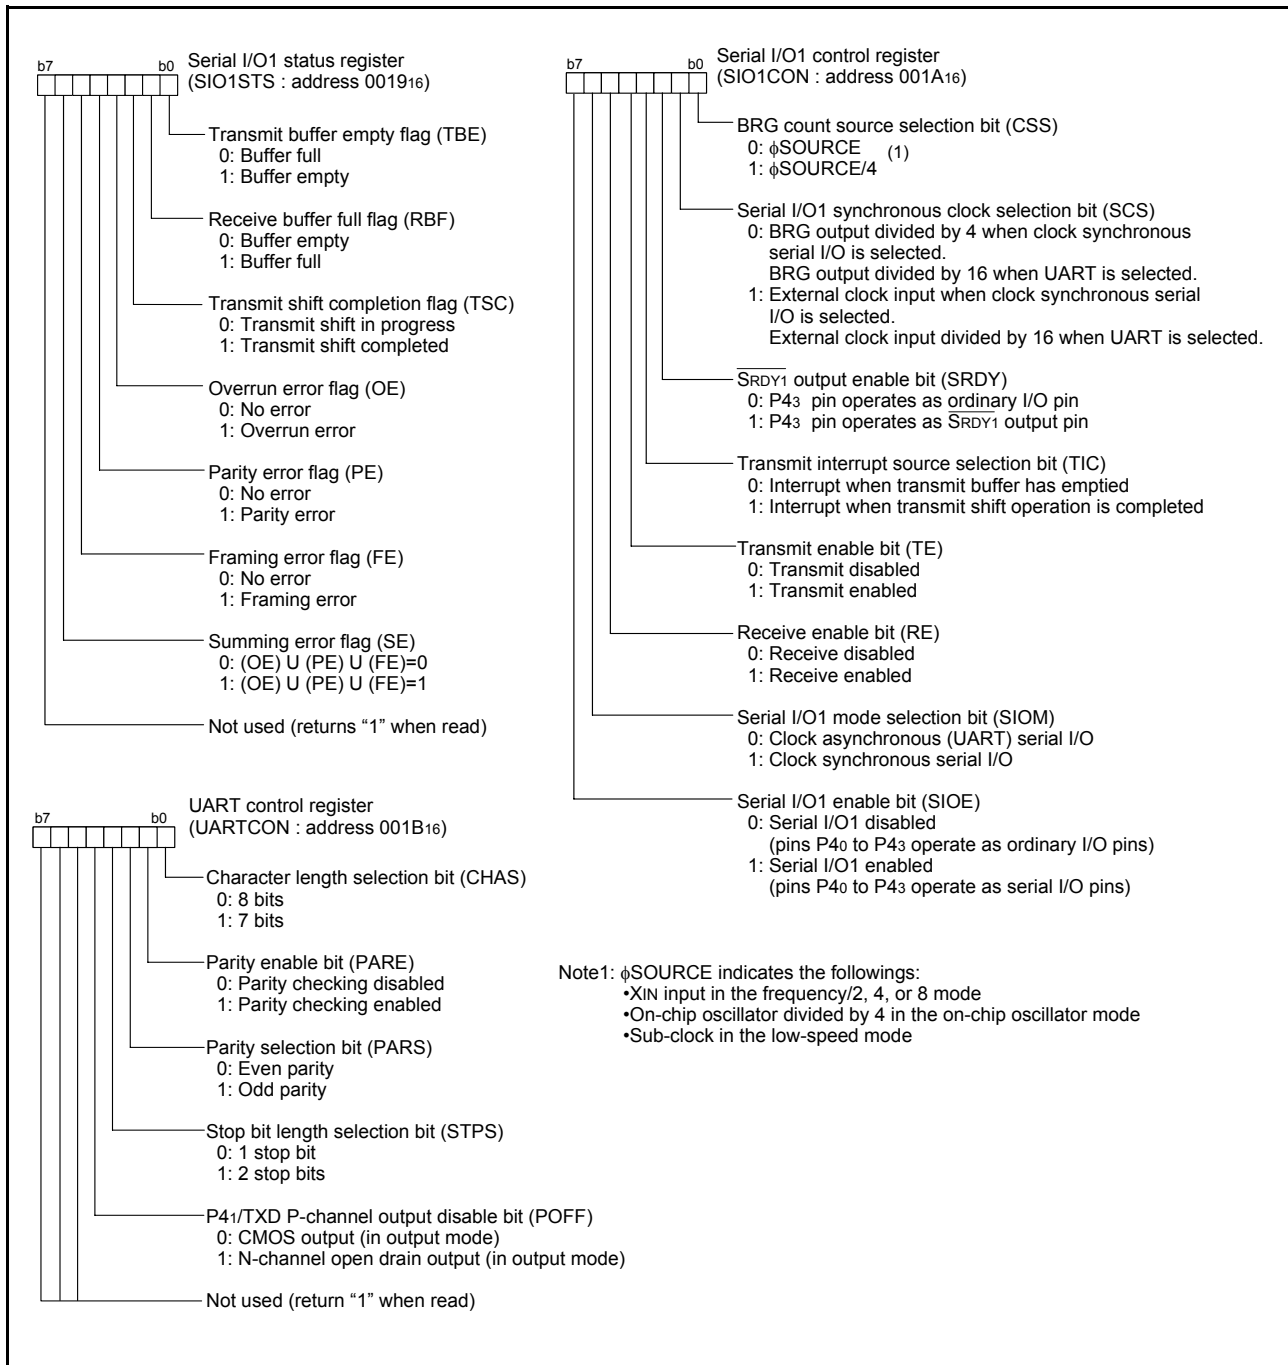 b7
b0
Serial I/O1 status register
(SIO1STS : address 001916)
Transmit buffer empty flag (TBE)
0: Buffer full
1: Buffer empty
Receive buffer full flag (RBF)
0: Buffer empty
1: Buffer full
Transmit shift completion flag (TSC)
0: Transmit shift in progress
1: Transmit shift completed
Overrun error flag (OE)
0: No error
1: Overrun error
Parity error flag (PE)
0: No error
1: Parity error
Framing error flag (FE)
0: No error
1: Framing error
Summing error flag (SE)
0: (OE) U (PE) U (FE)=0
1: (OE) U (PE) U (FE)=1
Not used (returns “1” when read)
b7
b0
UART control register
(UARTCON : address 001B16)
Character length selection bit (CHAS)
0: 8 bits
1: 7 bits
Parity enable bit (PARE)
0: Parity checking disabled
1: Parity checking enabled
Parity selection bit (PARS)
0: Even parity
1: Odd parity
Stop bit length selection bit (STPS)
0: 1 stop bit
1: 2 stop bits
P41/TXD P-channel output disable bit (POFF)
0: CMOS output (in output mode)
1: N-channel open drain output (in output mode)
Not used (return “1” when read)
b7
b0
Serial I/O1 control register
(SIO1CON : address 001A16)
BRG count source selection bit (CSS)
0: ϕSOURCE (1)
1: ϕSOURCE/4
Serial I/O1 synchronous clock selection bit (SCS)
0: BRG output divided by 4 when clock synchronous
serial I/O is selected.
BRG output divided by 16 when UART is selected.
1: External clock input when clock synchronous serial
I/O is selected.
External clock input divided by 16 when UART is selected.
SRDY1 output enable bit (SRDY)
0: P43 pin operates as ordinary I/O pin
1: P43 pin operates as SRDY1 output pin
Transmit interrupt source selection bit (TIC)
0: Interrupt when transmit buffer has emptied
1: Interrupt when transmit shift operation is completed
Transmit enable bit (TE)
0: Transmit disabled
1: Transmit enabled
Receive enable bit (RE)
0: Receive disabled
1: Receive enabled
Serial I/O1 mode selection bit (SIOM)
0: Clock asynchronous (UART) serial I/O
1: Clock synchronous serial I/O
Serial I/O1 enable bit (SIOE)
0: Serial I/O1 disabled
(pins P40 to P43 operate as ordinary I/O pins)
1: Serial I/O1 enabled
(pins P40 to P43 operate as serial I/O pins)
Note1: ϕSOURCE indicates the followings:
•XIN input in the frequency/2, 4, or 8 mode
•On-chip oscillator divided by 4 in the on-chip oscillator mode
•Sub-clock in the low-speed mode